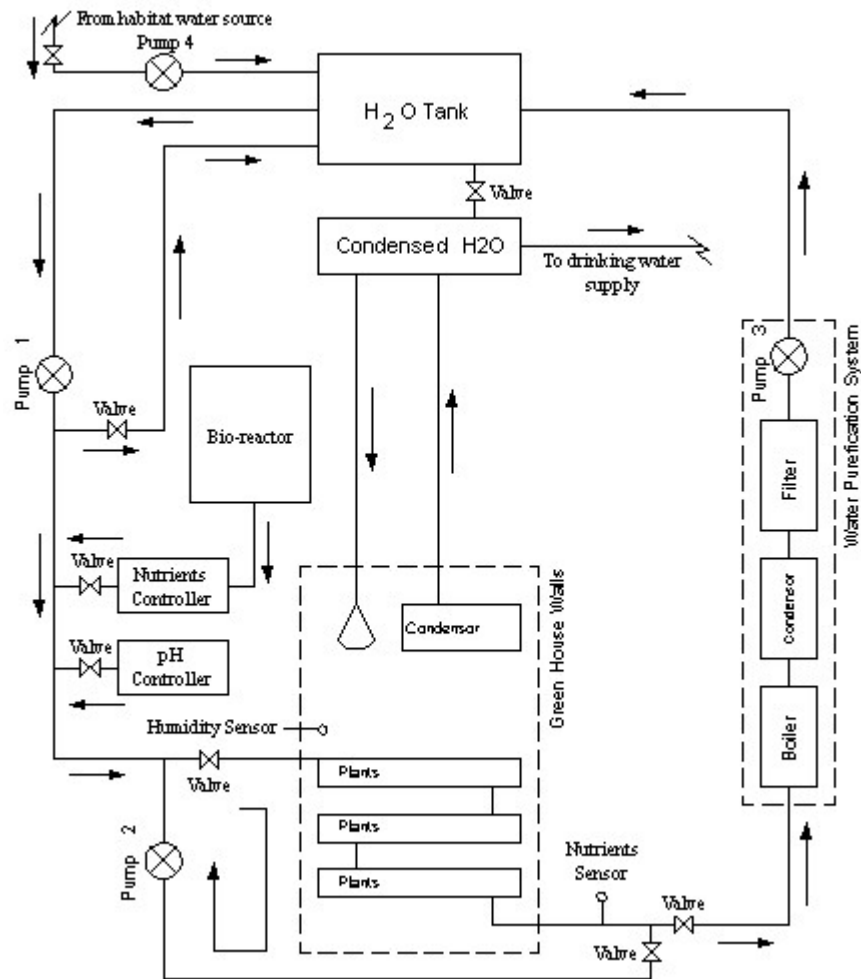 From habitat water source
Pump 4
H2O Tank
Valve
Condensed H2O
To drinking water
supply
Pump 1
Valve
Bio-reactor
Pump 3
Water Purefication System
Filter
Condensor
Boiler
Valve
Nutrients
Controller
Valve
pH
Controller
Green House Walls
Condensor
Humidity Sensor
Valve
Plants
Plants
Plants
Pump 2
Nutrients
Sensor
Valve
Valve